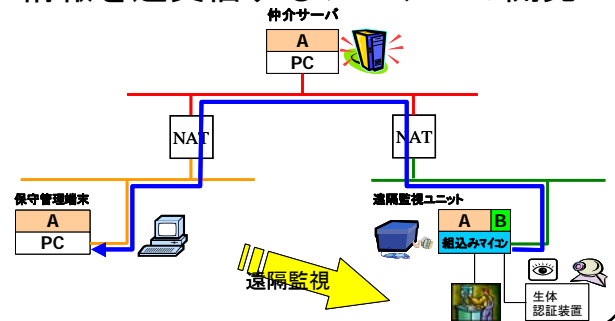 仲介サーバ
A
PC
NAT
NAT
保守管理端末
A
PC
遠隔監視ユニット
A
B
組込みマイコン
遠隔監視
生体
認証装置